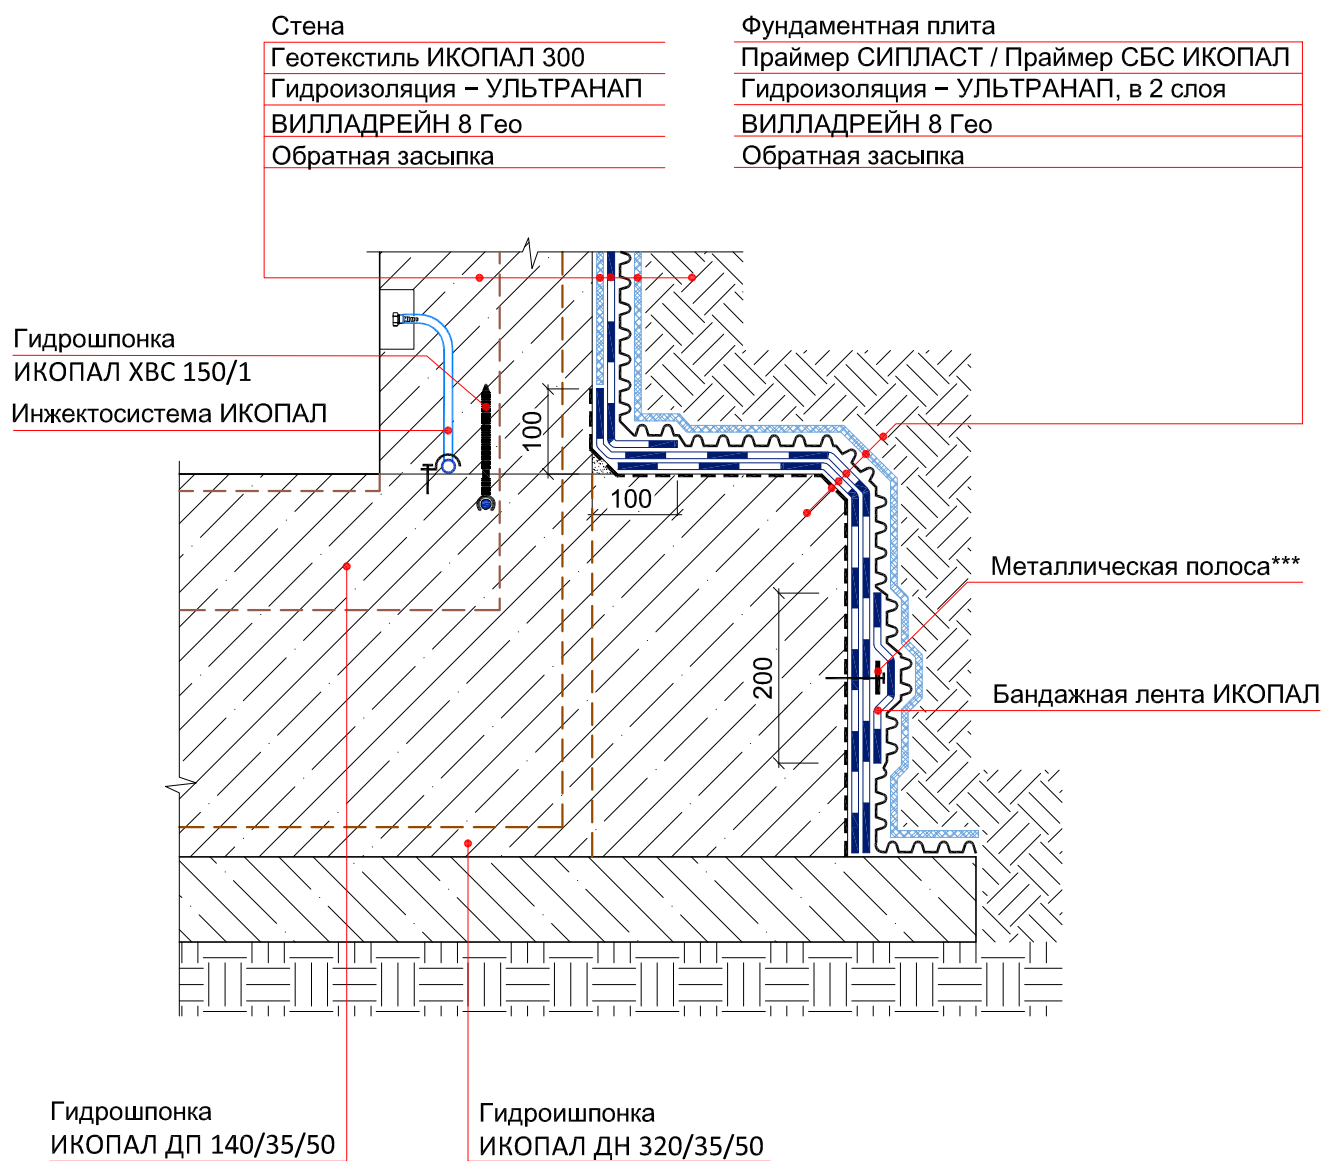 Стена
Геотекстиль ИКОПАЛ 300
Гидроизоляция – УЛЬТРАНАП
ВИЛЛАДРЕЙН 8 Гео
Обратная засыпка
Фундаментная плита
Праймер СИПЛАСТ / Праймер СБС ИКОПАЛ
Гидроизоляция – УЛЬТРАНАП, в 2 слоя
ВИЛЛАДРЕЙН 8 Гео
Обратная засыпка
Гидрошпонка
ИКОПАЛ ХВС 150/1
Инжектосистема ИКОПАЛ
100
100
200
Металлическая полоса***
Бандажная лента ИКОПАЛ
Гидрошпонка
ИКОПАЛ ДП 140/35/50
Гидроишпонка
ИКОПАЛ ДН 320/35/50